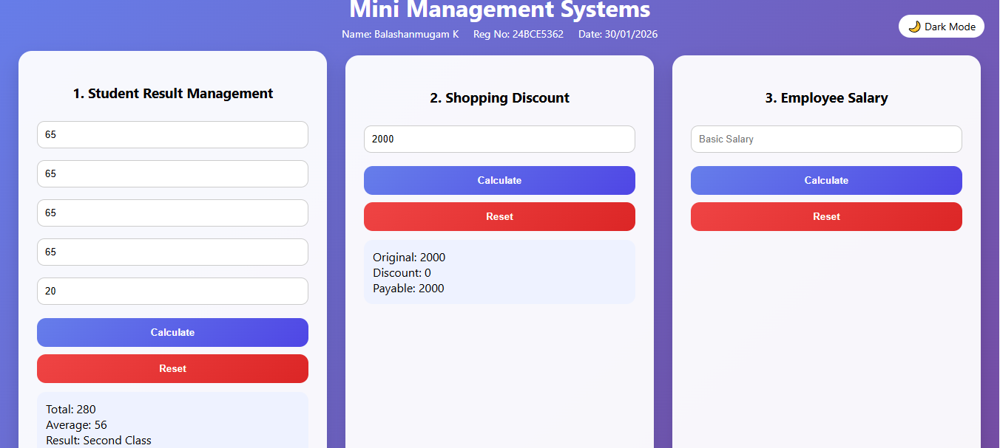 Mini Management Systems
Name: Balashanmugam K Reg No: 24BCE5362 Date: 30/01/2026
🌙 Dark Mode
1. Student Result Management
65
65
65
65
20
Calculate
Reset
Total: 280
Average: 56
Result: Second Class
2. Shopping Discount
2000
Calculate
Reset
Original: 2000
Discount: 0
Payable: 2000
3. Employee Salary
Basic Salary
Calculate
Reset